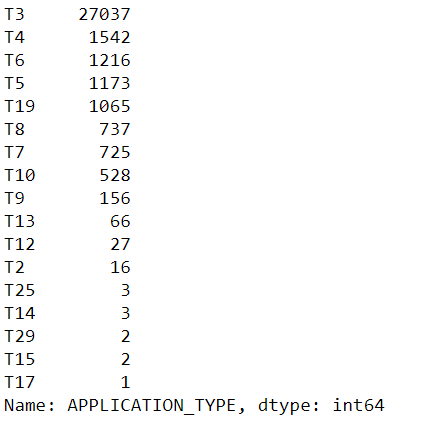 T3     27037
T4      1542
T6      1216
T5      1173
T19     1065
T8       737
T7       725
T10      528
T9       156
T13       66
T12       27
T2        16
T25        3
T14        3
T29        2
T15        2
T17        1
Name: APPLICATION_TYPE, dtype: int64